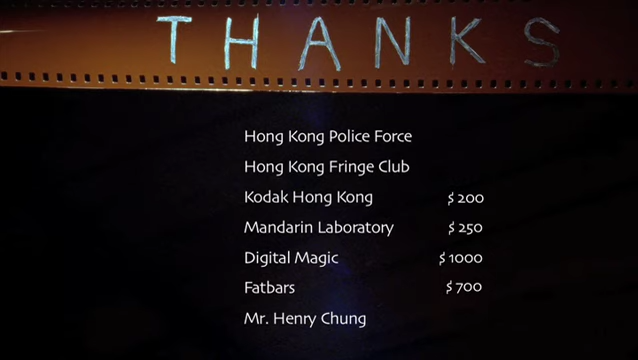 THANKS
Hong Kong Police Force
Hong Kong Fringe Club
Kodak Hong Kong $ 200
Mandarin Laboratory $ 250
Digital Magic $ 1000
Fatbars $ 700
Mr. Henry Chung